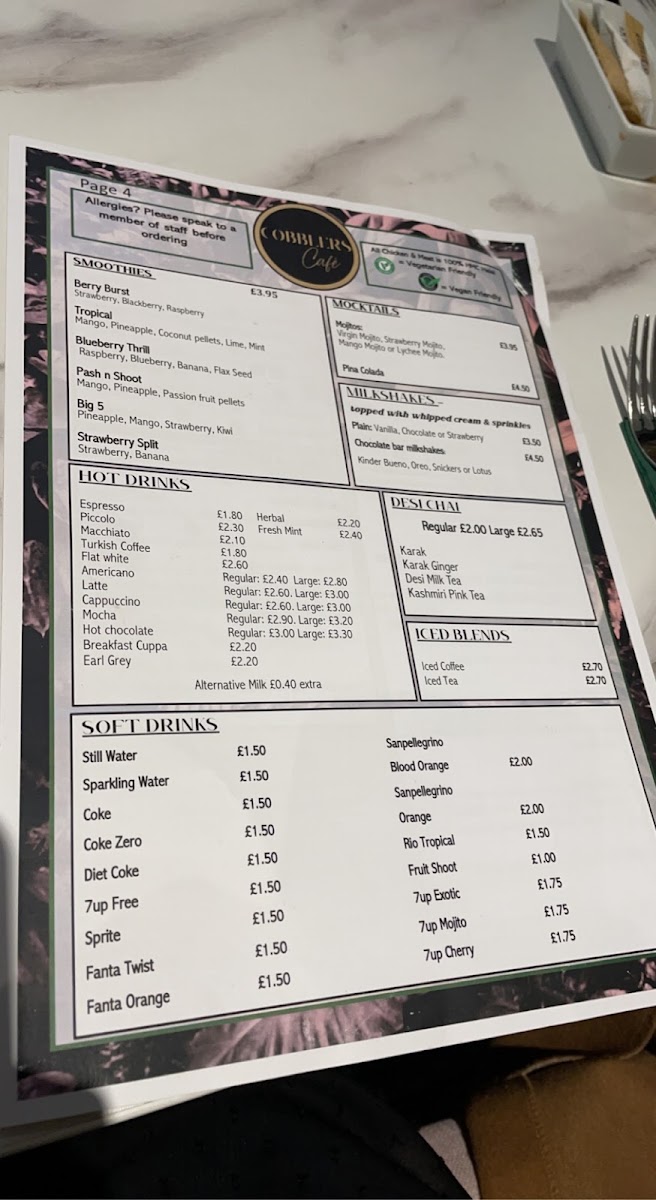 Page 4
Allergies? Please speak to a
member of staff before
ordering
COBBLERS
Café
All Chicken & Meat is 100% HMC
= Vegetarian Friendly
= Vegan Friendly
SMOOTHIES
Berry Burst £3.95
Strawberry, Blackberry, Raspberry
Tropical
Mango, Pineapple, Coconut pellets, Lime, Mint
Blueberry Thrill
Raspberry, Blueberry, Banana, Flax Seed
Pash n Shoot
Mango, Pineapple, Passion fruit pellets
Big 5
Pineapple, Mango, Strawberry, Kiwi
Strawberry Split
Strawberry, Banana
MOCKTAILS
Mojitos:
Virgin Mojito, Strawberry Mojito, £3.95
Mango Mojito or Lychee Mojito.
Pina Colada £4.50
MILKSHAKES -
topped with whipped cream & sprinkles
Plain: Vanilla, Chocolate or Strawberry £3.50
Chocolate bar milkshakes £4.50
Kinder Bueno, Oreo, Snickers or Lotus
HOT DRINKS
Espresso £1.80 Herbal £2.20
Piccolo £2.30 Fresh Mint £2.40
Macchiato £2.10
Turkish Coffee £1.80
Flat white £2.60
Americano Regular: £2.40 Large: £2.80
Latte Regular: £2.60. Large: £3.00
Cappuccino Regular: £2.60. Large: £3.00
Mocha Regular: £2.90. Large: £3.20
Hot chocolate Regular: £3.00 Large: £3.30
Breakfast Cuppa £2.20
Earl Grey £2.20
Alternative Milk £0.40 extra
DESI CHAI
Regular £2.00 Large £2.65
Karak
Karak Ginger
Desi Milk Tea
Kashmiri Pink Tea
ICED BLENDS
Iced Coffee £2.70
Iced Tea £2.70
SOFT DRINKS
Still Water £1.50
Sparkling Water £1.50
Coke £1.50
Coke Zero £1.50
Diet Coke £1.50
7up Free £1.50
Sprite £1.50
Fanta Twist £1.50
Fanta Orange £1.50
Sanpellegrino
Blood Orange £2.00
Sanpellegrino
Orange £2.00
Rio Tropical £1.50
Fruit Shoot £1.00
7up Exotic £1.75
7up Mojito £1.75
7up Cherry £1.75